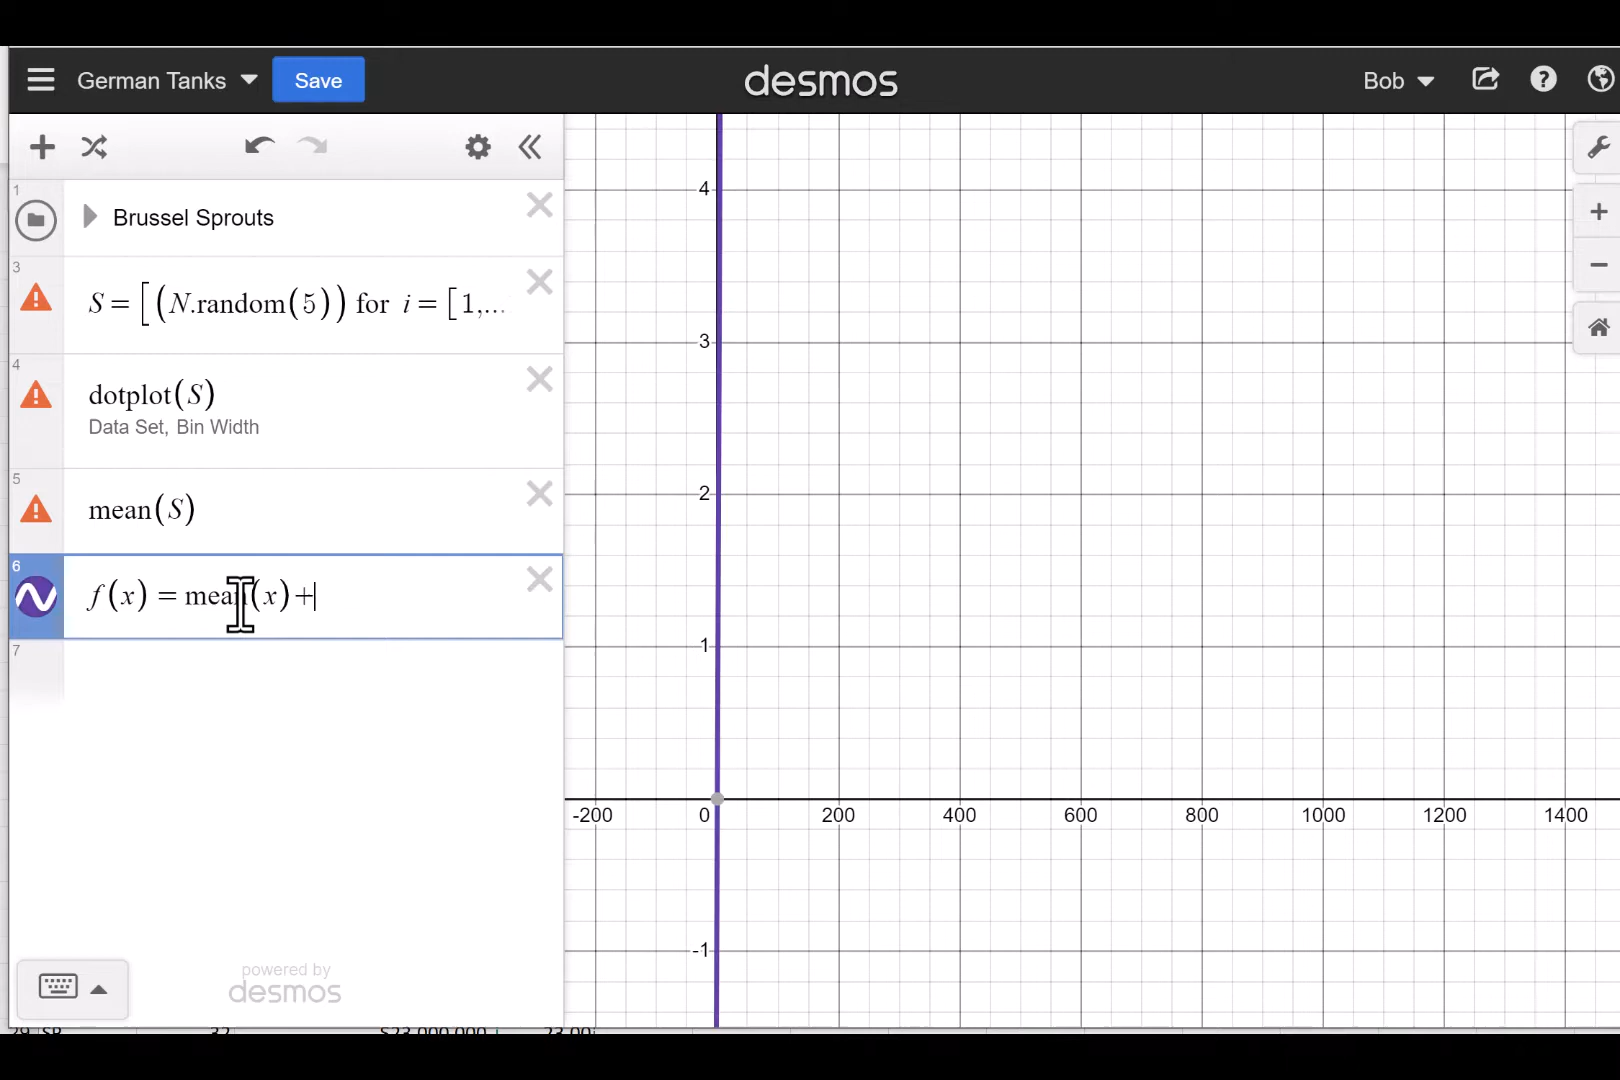 German Tanks Save desmos Bob
1
Brussel Sprouts
3
S = [(N.random(5)) for i = [1,...
4
dotplot(S)
Data Set, Bin Width
5
mean(S)
6
f(x) = mean(x)+
7
powered by
desmos
4
3
2
1
-200 0 200 400 600 800 1000 1200 1400
-1